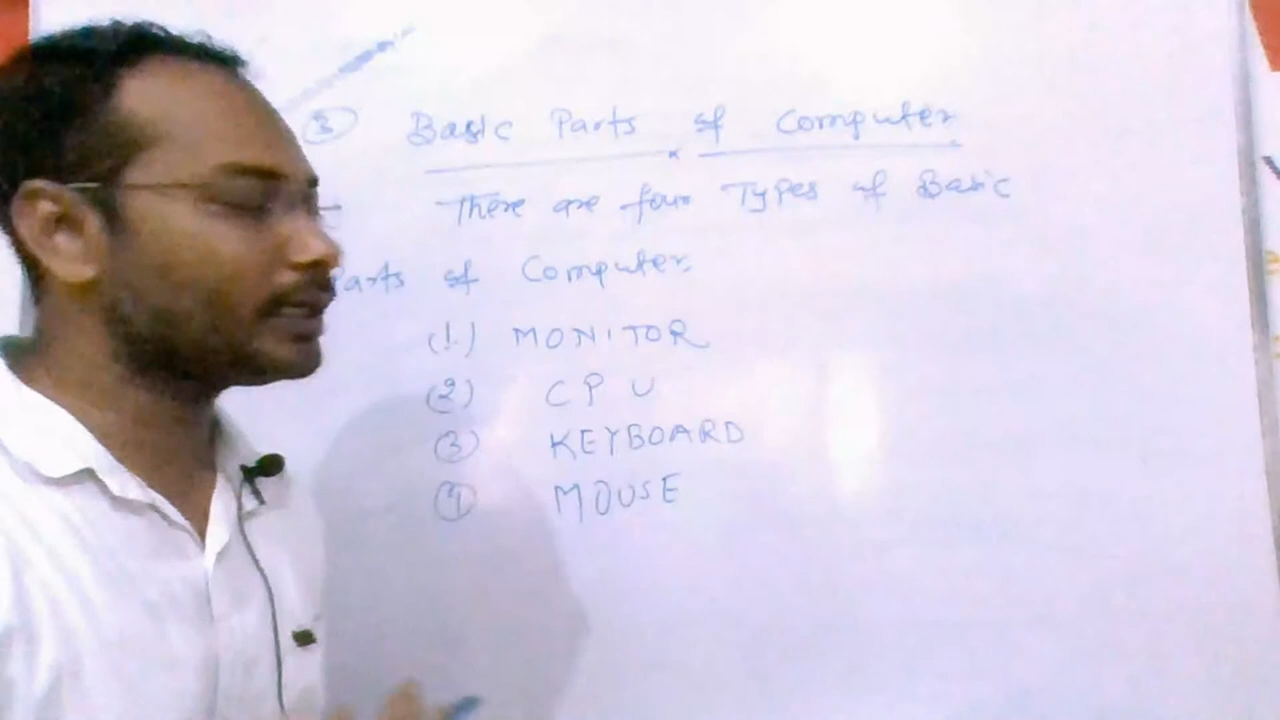 ③ Basic Parts of Computer
There are four Types of Basic
Parts of Computer.
(1.) MONITOR
(2) CPU
③ KEYBOARD
④ MOUSE